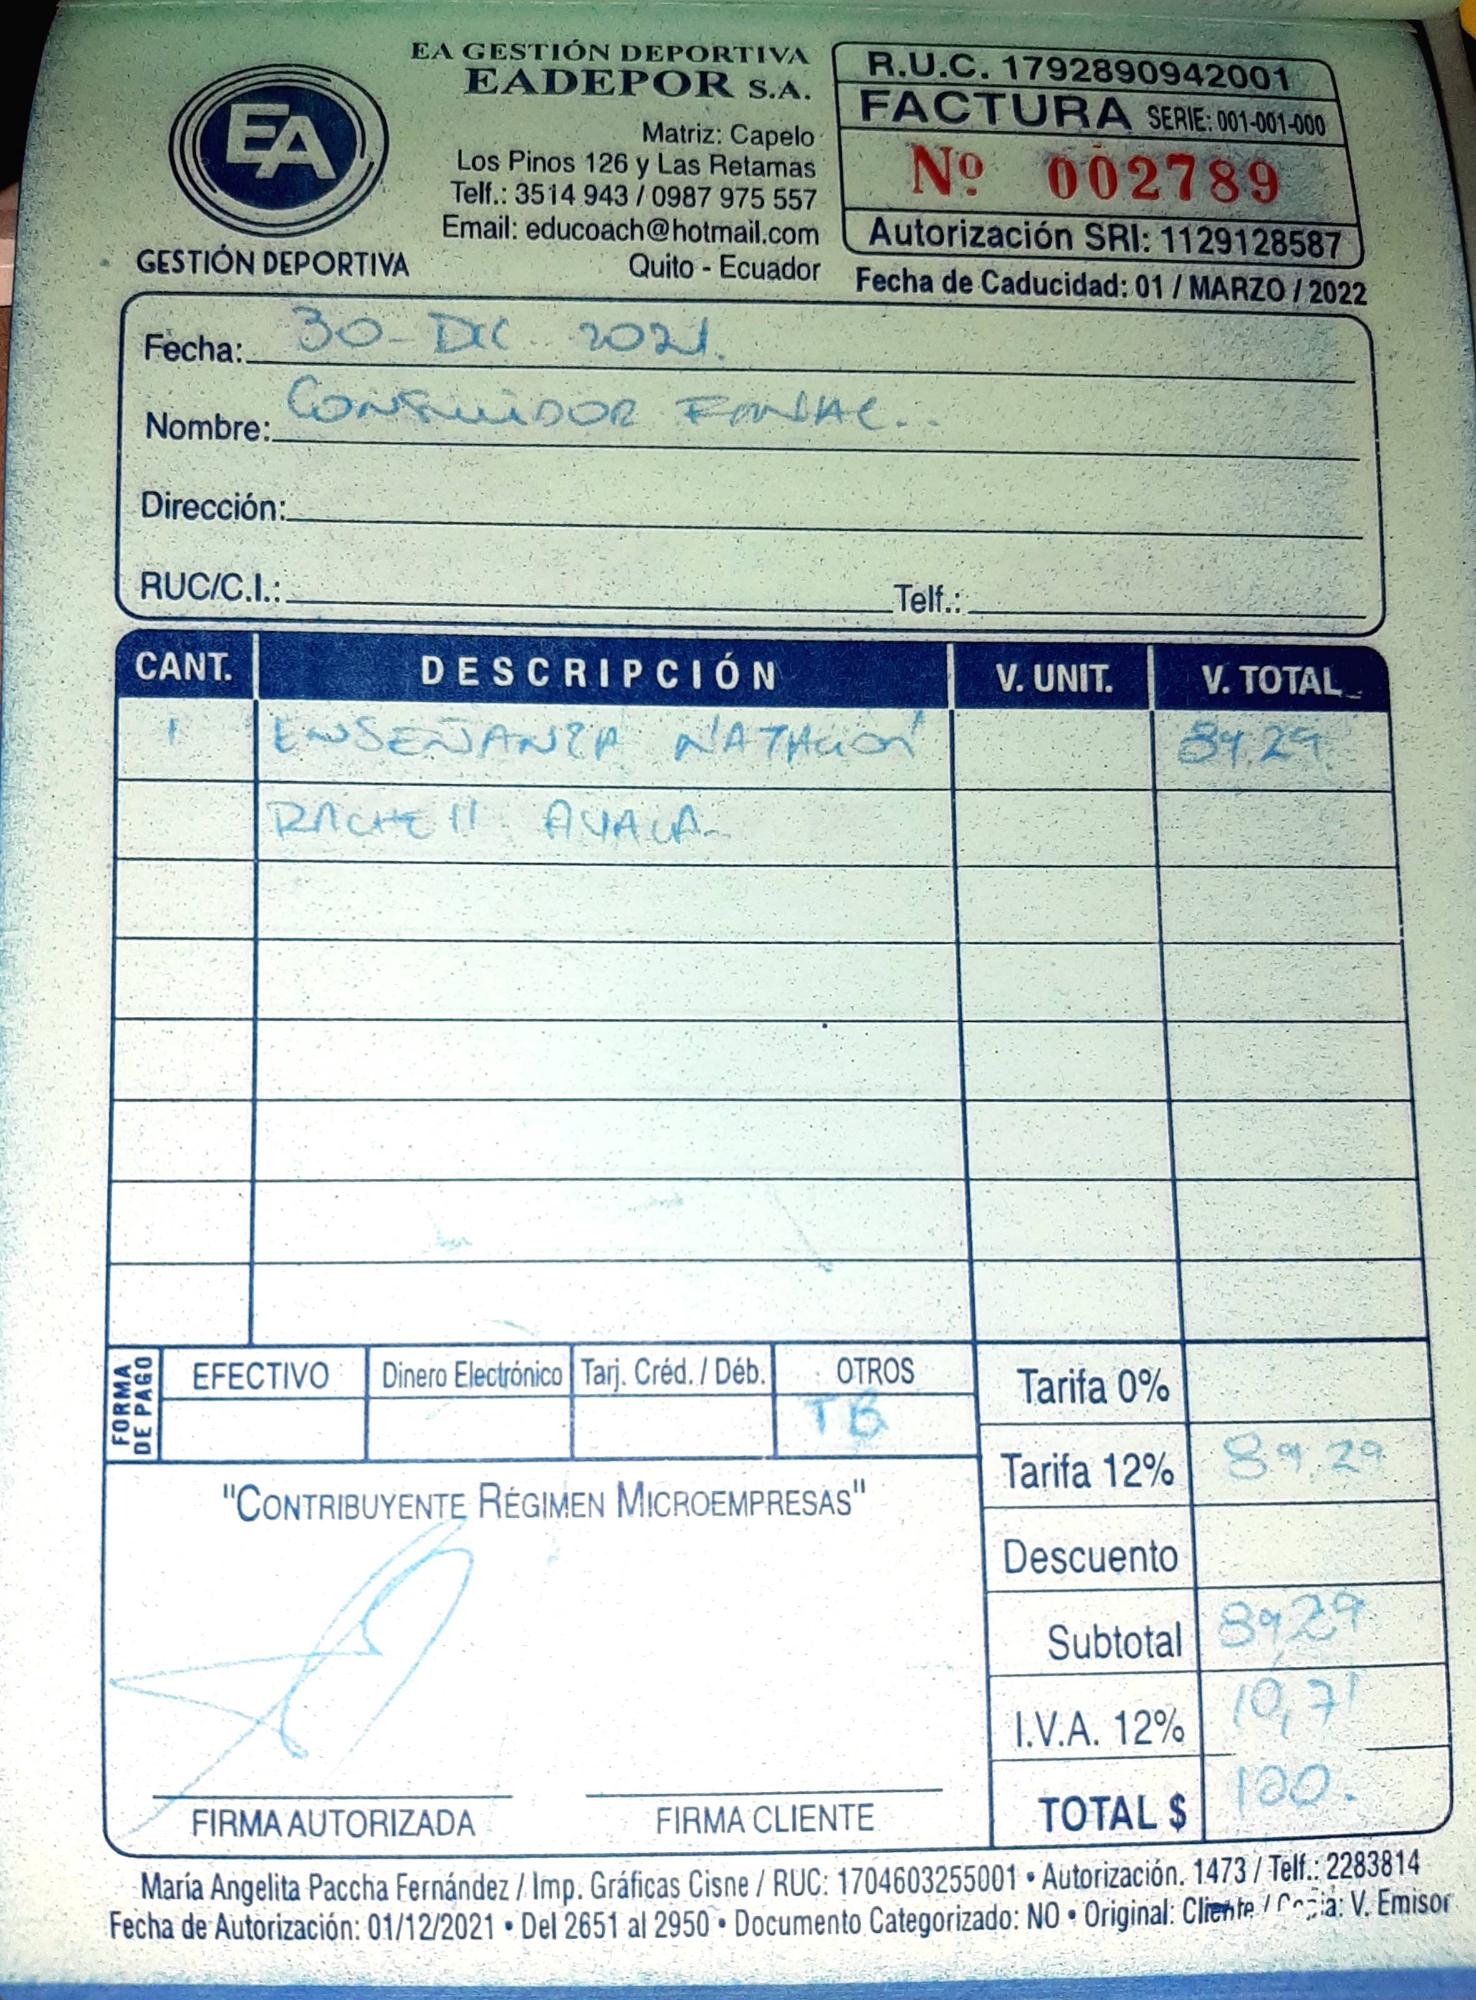 EA GESTIÓN DEPORTIVA
EADEPOR S.A.
Matriz: Capelo
Los Pinos 126 y Las Retamas
Telf.: 3514 943 / 0987 975 557
Email: educoach@hotmail.com
Quito - Ecuador
EA
GESTIÓN DEPORTIVA
R.U.C. 1792890942001
FACTURA SERIE: 001-001-000
Nº 002789
Autorización SRI: 1129128587
Fecha de Caducidad: 01 / MARZO / 2022
Fecha: 30 - DIC. 2021.
Nombre: CONSUMIDOR FINAL..
Dirección:
RUC/C.I.: Telf.:
CANT. DESCRIPCIÓN V. UNIT. V. TOTAL
1 ENSEÑANZA NATACIÓN 89.29
RACHELL AYALA
FORMA DE PAGO
EFECTIVO Dinero Electrónico Tarj. Créd. / Déb. OTROS
TB
Tarifa 0%
Tarifa 12% 89.29
Descuento
Subtotal 89,29
I.V.A. 12% 10,71
TOTAL $ 100.
"CONTRIBUYENTE RÉGIMEN MICROEMPRESAS"
FIRMA AUTORIZADA FIRMA CLIENTE
María Angelita Paccha Fernández / Imp. Gráficas Cisne / RUC: 1704603255001 • Autorización. 1473 / Telf.: 2283814
Fecha de Autorización: 01/12/2021 • Del 2651 al 2950 • Documento Categorizado: NO • Original: Cliente / Copia: V. Emisor